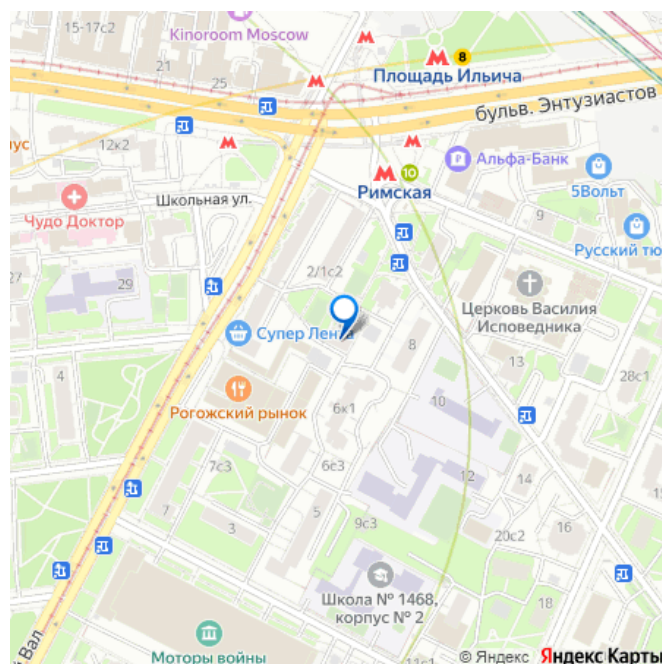 15-17с2
Kinoroom Moscow
21
25
8
Площадь Ильича
бульв. Энтузиастов
12к2
Альфа-Банк
10
Римская
5Вольт
Школьная ул.
Чудо Доктор
9
Русский тю
2/1с2
27
29
Церковь Василия
Исповедника
Супер Лента
8
13
4
28с1
Рогожский рынок
6к1
10
7с3
6с3
12
14
7
3
5
9с3
20с2
16
Школа № 1468,
корпус № 2
18
Вал
Моторы войны
11с1
© Яндекс Яндекс Карты